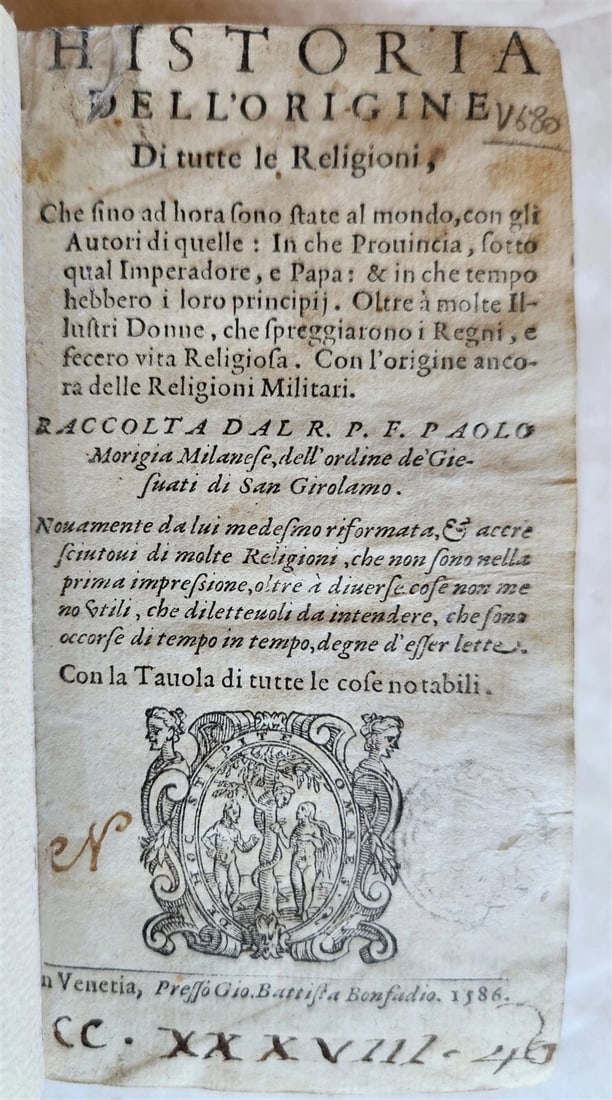 HISTORIA
DELL'ORIGINE
V680
Di tutte le Religioni,
Che ſino ad hora ſono ſtate al mondo, con gli
Autori di quelle: In che Prouincia, ſotto
qual Imperadore, e Papa: & in che tempo
hebbero i loro principij. Oltre à molte Il-
luſtri Donne, che ſpreggiarono i Regni, e
fecero vita Religioſa. Con l'origine anco-
ra delle Religioni Militari.
RACCOLTA DAL R. P. F. PAOLO
Morigia Milaneſe, dell'ordine de' Gie-
ſuati di San Girolamo.
Nouamente da lui medeſmo riformata, & accre
ſciutoui di molte Religioni, che non ſono nella
prima impreſſione, oltre à diuerſe coſe non me
no vtili, che diletteuoli da intendere, che ſono
occorſe di tempo in tempo, degne d'eſſer lette.
Con la Tauola di tutte le coſe notabili.
STIPITE OMNES
N
n Venetia, Preſſo Gio. Battiſta Bonfadio. 1586.
CC. XXXVIII. 40